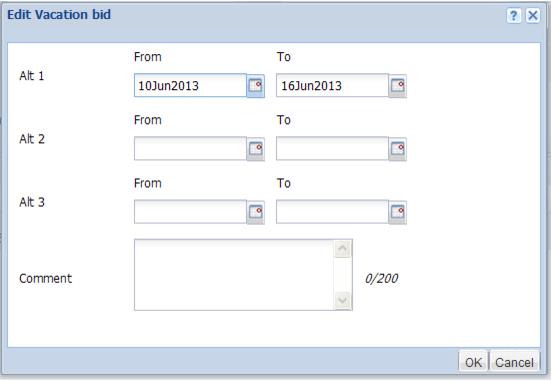 Edit Vacation bid
From To
Alt 1 10Jun2013 16Jun2013
From To
Alt 2
From To
Alt 3
Comment 0/200
OK Cancel